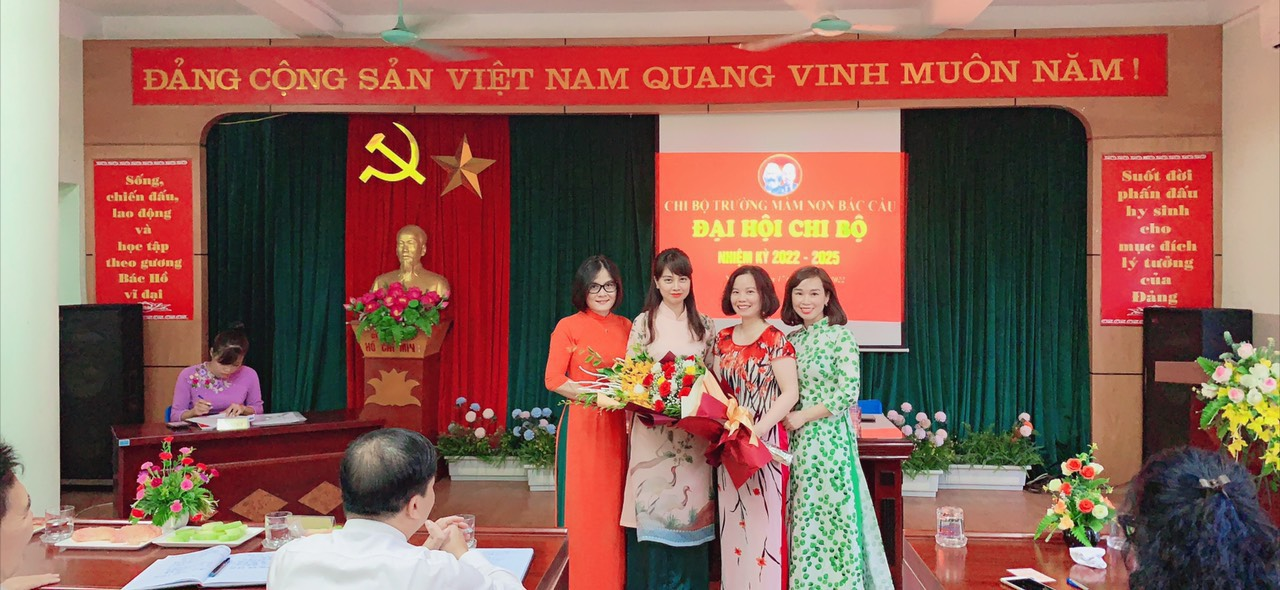 ĐẢNG CỘNG SẢN VIỆT NAM QUANG VINH MUÔN NĂM!
Sống,
chiến đấu,
lao động
và
học tập
theo gương
Bác Hồ
vĩ đại
CHI BỘ TRƯỜNG MẦM NON BẮC CẦU
ĐẠI HỘI CHI BỘ
NHIỆM KỲ 2022 - 2025
Suốt đời
phấn đấu
hy sinh
cho
mục đích
lý tưởng
của
Đảng
HỒ CHÍ MINH